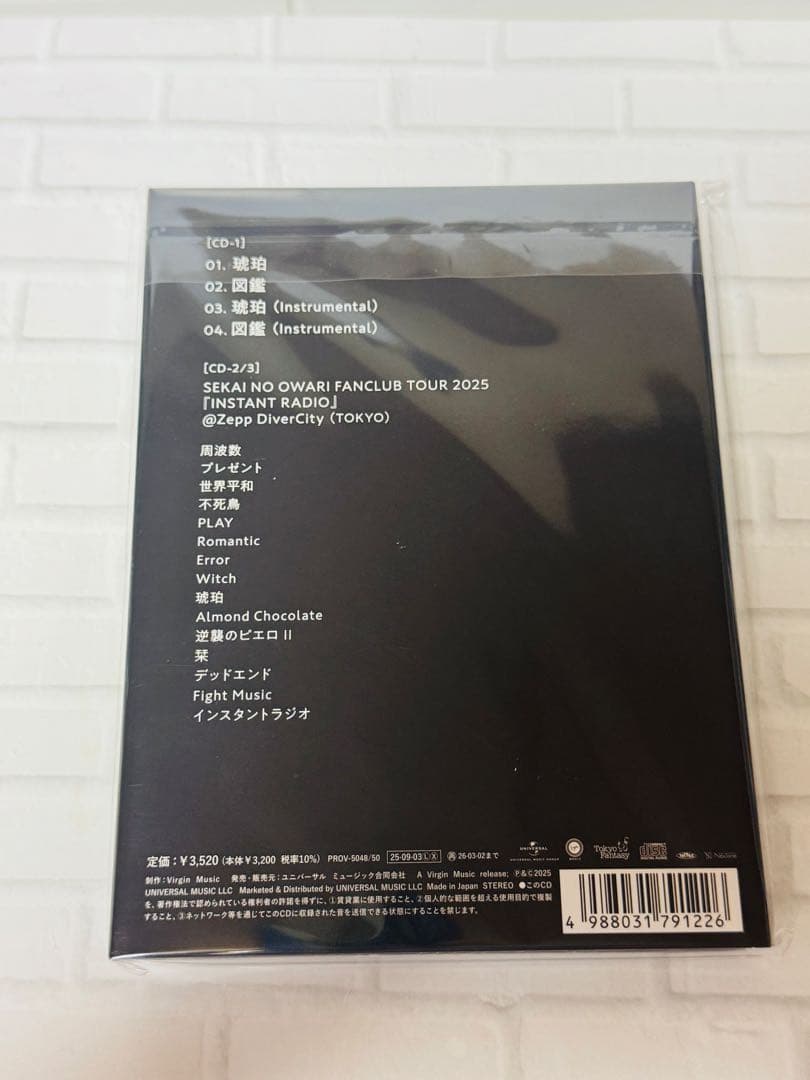 [CD-1]
01. 琥珀
02. 図鑑
03. 琥珀 (Instrumental)
04. 図鑑 (Instrumental)
[CD-2/3]
SEKAI NO OWARI FANCLUB TOUR 2025
『INSTANT RADIO』
@Zepp DiverCity (TOKYO)
周波数
プレゼント
世界平和
不死鳥
PLAY
Romantic
Error
Witch
琥珀
Almond Chocolate
逆襲のピエロ II
栞
デッドエンド
Fight Music
インスタントラジオ
定価:¥3,520 (本体¥3,200 税率10%) PROV-5048/50 25-09-03 L X 再 26-03-02まで
UNIVERSAL
UNIVERSAL MUSIC GROUP
Tokyo Fantasy
disc
DIGITAL AUDIO
制作:Virgin Music 発売・販売元:ユニバーサル ミュージック合同会社 A Virgin Music release; ℗&©2025
UNIVERSAL MUSIC LLC Marketed & Distributed by UNIVERSAL MUSIC LLC Made in Japan STEREO ●このCD
を、著作権法で認められている権利者の許諾を得ずに、①賃貸業に使用すること、②個人的な範囲を超える使用目的で複製
すること、③ネットワーク等を通じてこのCDに収録された音を送信できる状態にすることを禁じます。
4 988031 791226